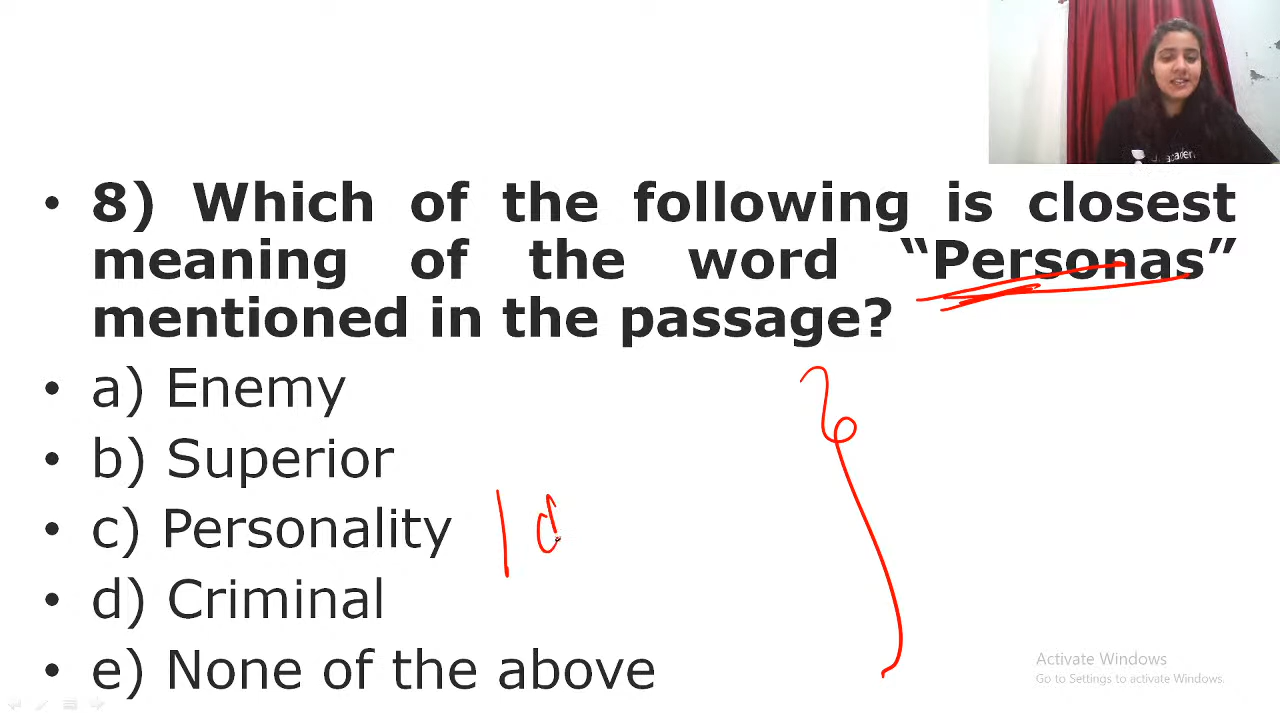 • 8) Which of the following is closest
meaning of the word “Personas”
mentioned in the passage?
• a) Enemy
• b) Superior
• c) Personality
• d) Criminal
• e) None of the above
Activate Windows
Go to Settings to activate Windows.